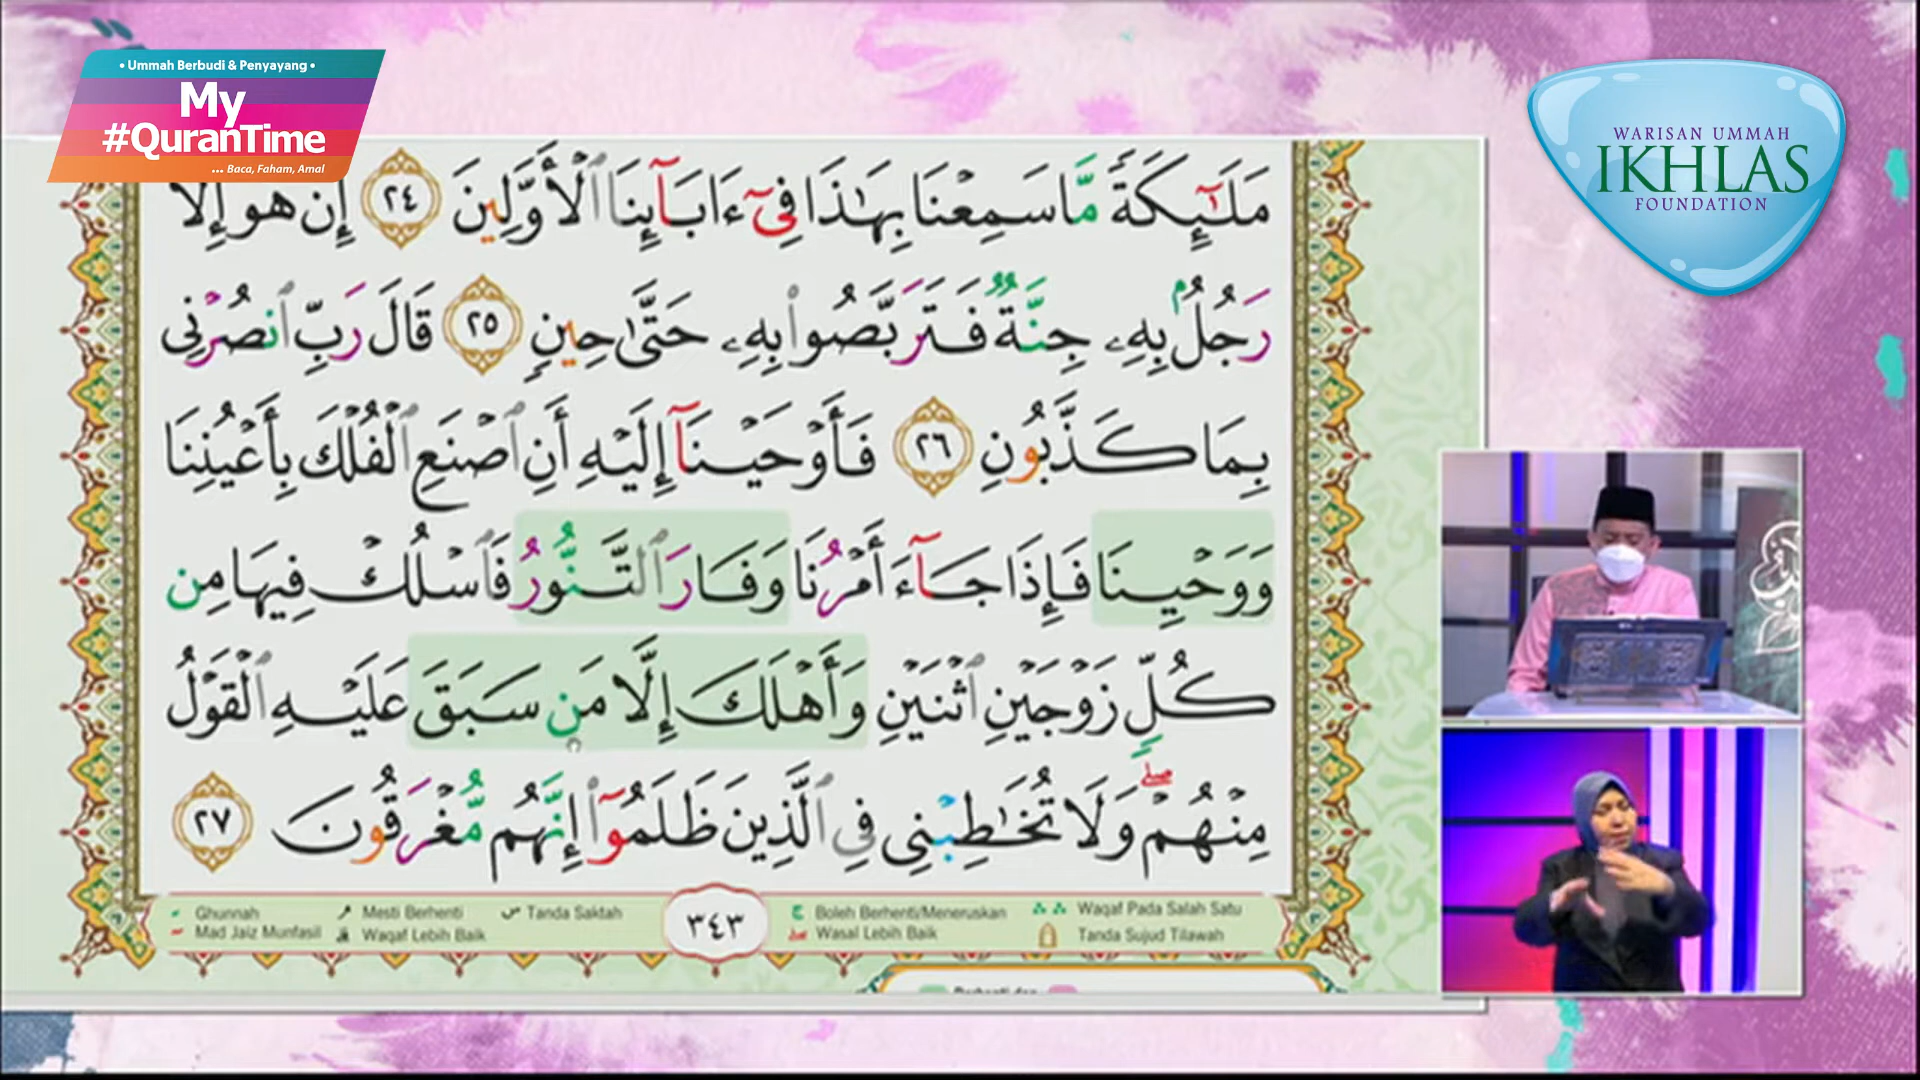 • Ummah Berbudi & Penyayang •
My
#QuranTime
... Baca, Faham, Amal
WARISAN UMMAH
IKHLAS
FOUNDATION
مَلَٰٓئِكَةً مَّا سَمِعْنَا بِهَٰذَا فِىٓ ءَابَآئِنَا ٱلْأَوَّلِينَ ٢٤ إِنْ هُوَ إِلَّا
رَجُلٌۢ بِهِۦ جِنَّةٌ فَتَرَبَّصُوا۟ بِهِۦ حَتَّىٰ حِينٍ ٢٥ قَالَ رَبِّ ٱنصُرْنِى
بِمَا كَذَّبُونِ ٢٦ فَأَوْحَيْنَآ إِلَيْهِ أَنِ ٱصْنَعِ ٱلْفُلْكَ بِأَعْيُنِنَا
وَوَحْيِنَا فَإِذَا جَآءَ أَمْرُنَا وَفَارَ ٱلتَّنُّورُ فَٱسْلُكْ فِيهَا مِن
كُلٍّ زَوْجَيْنِ ٱثْنَيْنِ وَأَهْلَكَ إِلَّا مَن سَبَقَ عَلَيْهِ ٱلْقَوْلُ
مِنْهُمْ ۖ وَلَا تُخَٰطِبْنِى فِى ٱلَّذِينَ ظَلَمُوٓا۟ إِنَّهُم مُّغْرَقُونَ ٢٧
Ghunnah
Mad Jaiz Munfasil
Mesti Berhenti
Waqaf Lebih Baik
Tanda Saktah
٣٤٣
Boleh Berhenti/Meneruskan
Wasal Lebih Baik
Waqaf Pada Salah Satu
Tanda Sujud Tilawah